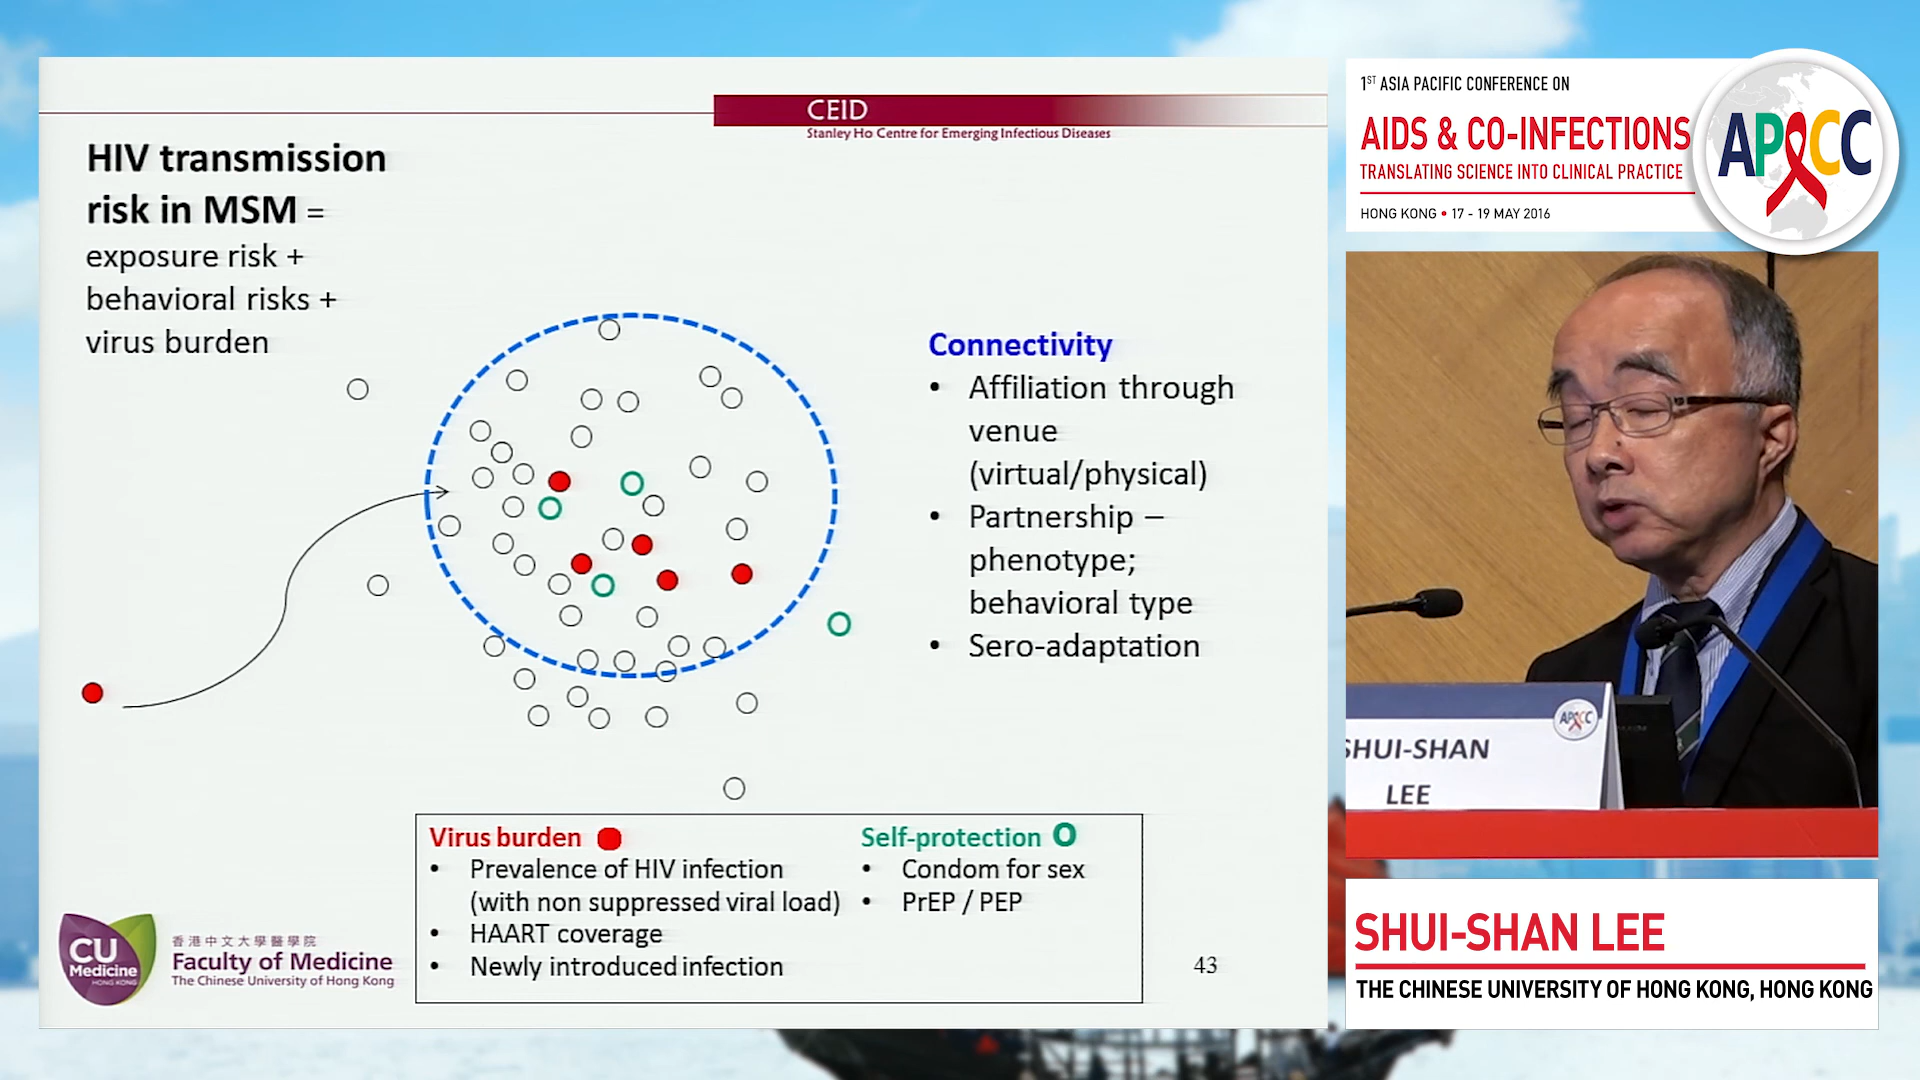 CEID
Stanley Ho Centre for Emerging Infectious Diseases
HIV transmission
risk in MSM =
exposure risk +
behavioral risks +
virus burden
Connectivity
• Affiliation through
venue
(virtual/physical)
• Partnership –
phenotype;
behavioral type
• Sero-adaptation
Virus burden
• Prevalence of HIV infection
(with non suppressed viral load)
• HAART coverage
• Newly introduced infection
Self-protection
• Condom for sex
• PrEP / PEP
43
CU
Medicine
HONG KONG
香港中文大學醫學院
Faculty of Medicine
The Chinese University of Hong Kong
1ST ASIA PACIFIC CONFERENCE ON
AIDS & CO-INFECTIONS
TRANSLATING SCIENCE INTO CLINICAL PRACTICE
HONG KONG • 17 - 19 MAY 2016
APACC
APACC
SHUI-SHAN
LEE
SHUI-SHAN LEE
THE CHINESE UNIVERSITY OF HONG KONG, HONG KONG